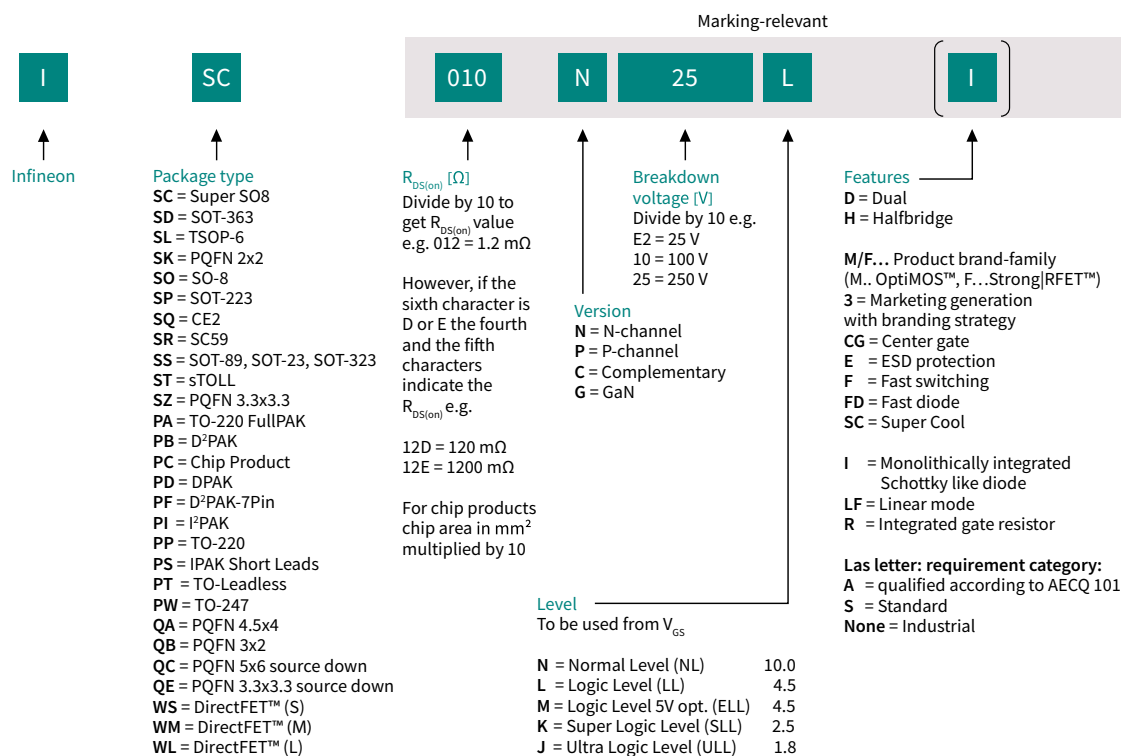 Marking-relevant
I SC 010 N 25 L I
Infineon
Package type
SC = Super SO8
SD = SOT-363
SL = TSOP-6
SK = PQFN 2x2
SO = SO-8
SP = SOT-223
SQ = CE2
SR = SC59
SS = SOT-89, SOT-23, SOT-323
ST = sTOLL
SZ = PQFN 3.3x3.3
PA = TO-220 FullPAK
PB = D²PAK
PC = Chip Product
PD = DPAK
PF = D²PAK-7Pin
PI = I²PAK
PP = TO-220
PS = IPAK Short Leads
PT = TO-Leadless
PW = TO-247
QA = PQFN 4.5x4
QB = PQFN 3x2
QC = PQFN 5x6 source down
QE = PQFN 3.3x3.3 source down
WS = DirectFET™ (S)
WM = DirectFET™ (M)
WL = DirectFET™ (L)
RDS(on) [Ω]
Divide by 10 to
get RDS(on) value
e.g. 012 = 1.2 mΩ
However, if the
sixth character is
D or E the fourth
and the fifth
characters
indicate the
RDS(on) e.g.
12D = 120 mΩ
12E = 1200 mΩ
For chip products
chip area in mm²
multiplied by 10
Version
N = N-channel
P = P-channel
C = Complementary
G = GaN
Breakdown
voltage [V]
Divide by 10 e.g.
E2 = 25 V
10 = 100 V
25 = 250 V
Level
To be used from VGS
N = Normal Level (NL) 10.0
L = Logic Level (LL) 4.5
M = Logic Level 5V opt. (ELL) 4.5
K = Super Logic Level (SLL) 2.5
J = Ultra Logic Level (ULL) 1.8
Features
D = Dual
H = Halfbridge
M/F... Product brand-family
(M.. OptiMOS™, F...Strong|RFET™)
3 = Marketing generation
with branding strategy
CG = Center gate
E = ESD protection
F = Fast switching
FD = Fast diode
SC = Super Cool
I = Monolithically integrated
Schottky like diode
LF = Linear mode
R = Integrated gate resistor
Las letter: requirement category:
A = qualified according to AECQ 101
S = Standard
None = Industrial